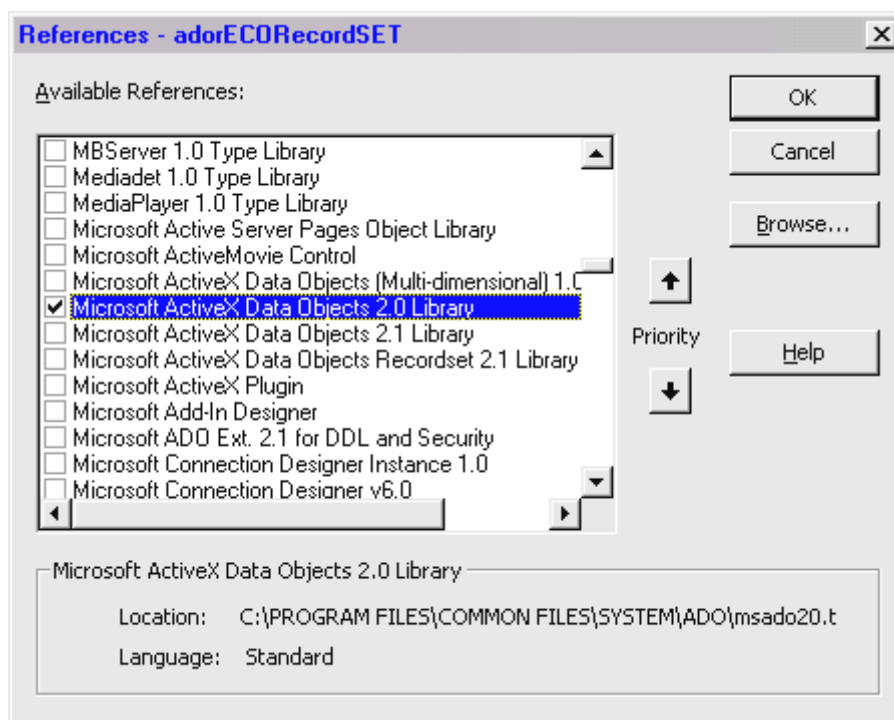 References - adorECORecordSET
Available References:
MBServer 1.0 Type Library
Mediadet 1.0 Type Library
MediaPlayer 1.0 Type Library
Microsoft Active Server Pages Object Library
Microsoft ActiveMovie Control
Microsoft ActiveX Data Objects (Multi-dimensional) 1.0
Microsoft ActiveX Data Objects 2.0 Library
Microsoft ActiveX Data Objects 2.1 Library
Microsoft ActiveX Data Objects Recordset 2.1 Library
Microsoft ActiveX Plugin
Microsoft Add-In Designer
Microsoft ADO Ext. 2.1 for DDL and Security
Microsoft Connection Designer Instance 1.0
Microsoft Connection Designer v6.0
OK
Cancel
Browse...
Priority
Help
Microsoft ActiveX Data Objects 2.0 Library
Location: C:\PROGRAM FILES\COMMON FILES\SYSTEM\ADO\msado20.t
Language: Standard